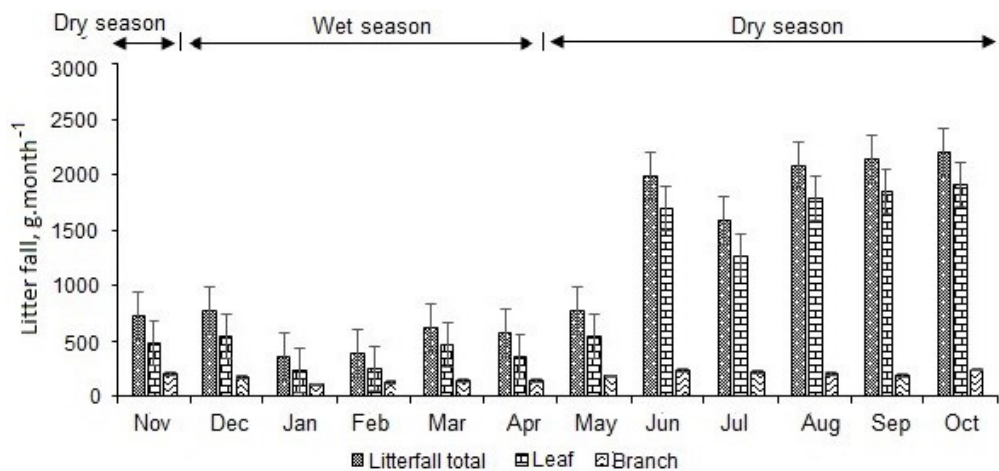 Dry season Wet season Dry season
Litter fall, g.month⁻¹
3000
2500
2000
1500
1000
500
0
Nov Dec Jan Feb Mar Apr May Jun Jul Aug Sep Oct
Litterfall total Leaf Branch